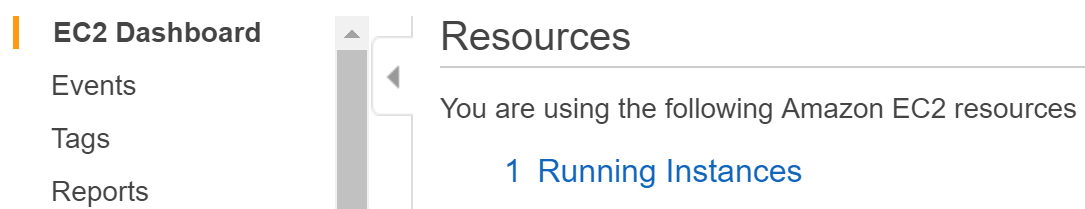 EC2 Dashboard
Events
Tags
Reports
Resources
You are using the following Amazon EC2 resources
1 Running Instances